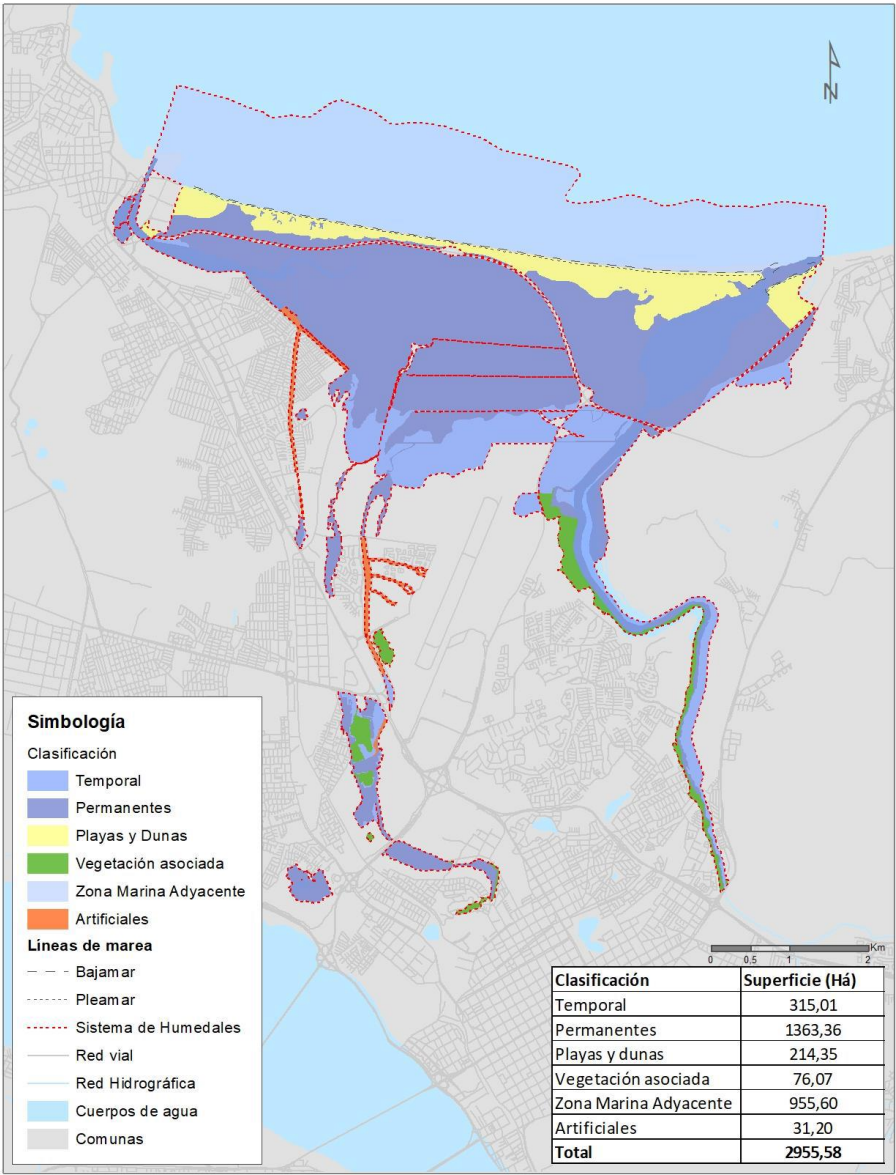 N
Simbología
Clasificación
Temporal
Permanentes
Playas y Dunas
Vegetación asociada
Zona Marina Adyacente
Artificiales
Líneas de marea
Bajamar
Pleamar
Sistema de Humedales
Red vial
Red Hidrográfica
Cuerpos de agua
Comunas
Km
0 0,5 1 2
Clasificación Superficie (Há)
Temporal 315,01
Permanentes 1363,36
Playas y dunas 214,35
Vegetación asociada 76,07
Zona Marina Adyacente 955,60
Artificiales 31,20
Total 2955,58